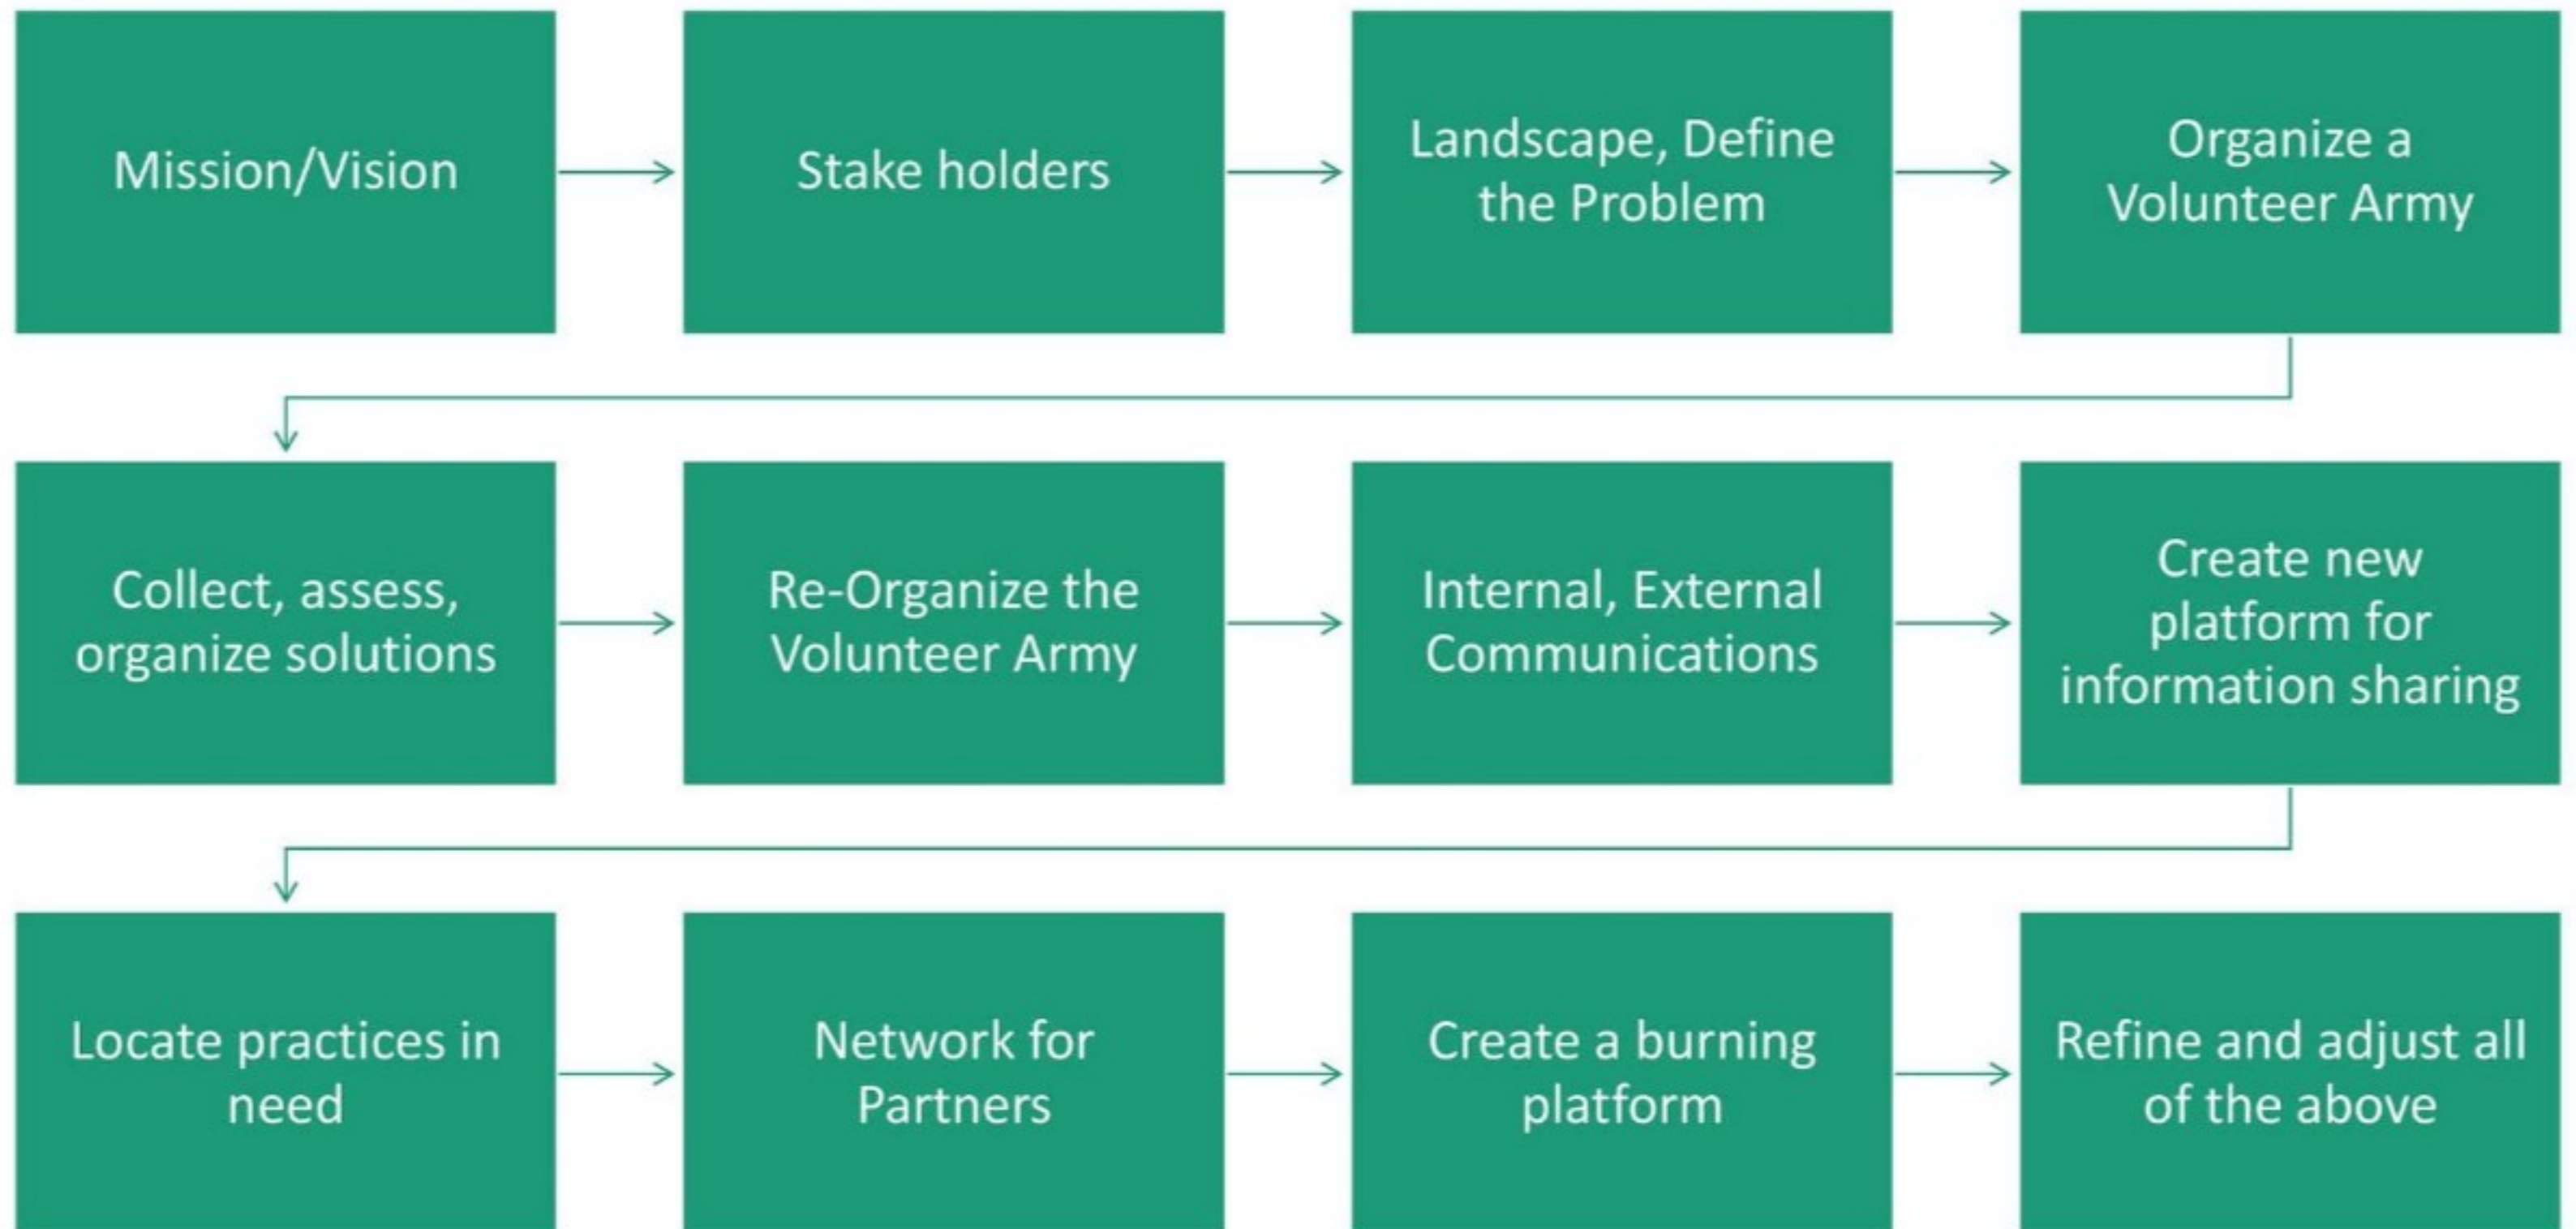 Mission/Vision
Stake holders
Landscape, Define
the Problem
Organize a
Volunteer Army
Collect, assess,
organize solutions
Re-Organize the
Volunteer Army
Internal, External
Communications
Create new
platform for
information sharing
Locate practices in
need
Network for
Partners
Create a burning
platform
Refine and adjust all
of the above